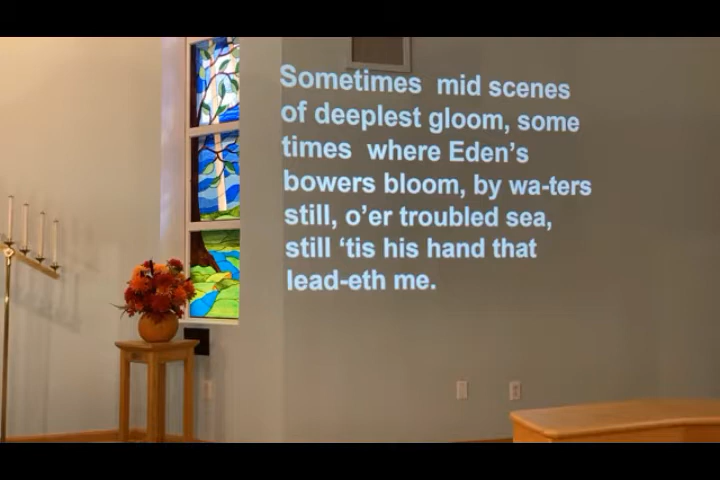 Sometimes  mid scenes
of deeplest gloom, some
times  where Eden’s
bowers bloom, by wa-ters
still, o’er troubled sea,
still ‘tis his hand that
lead-eth me.